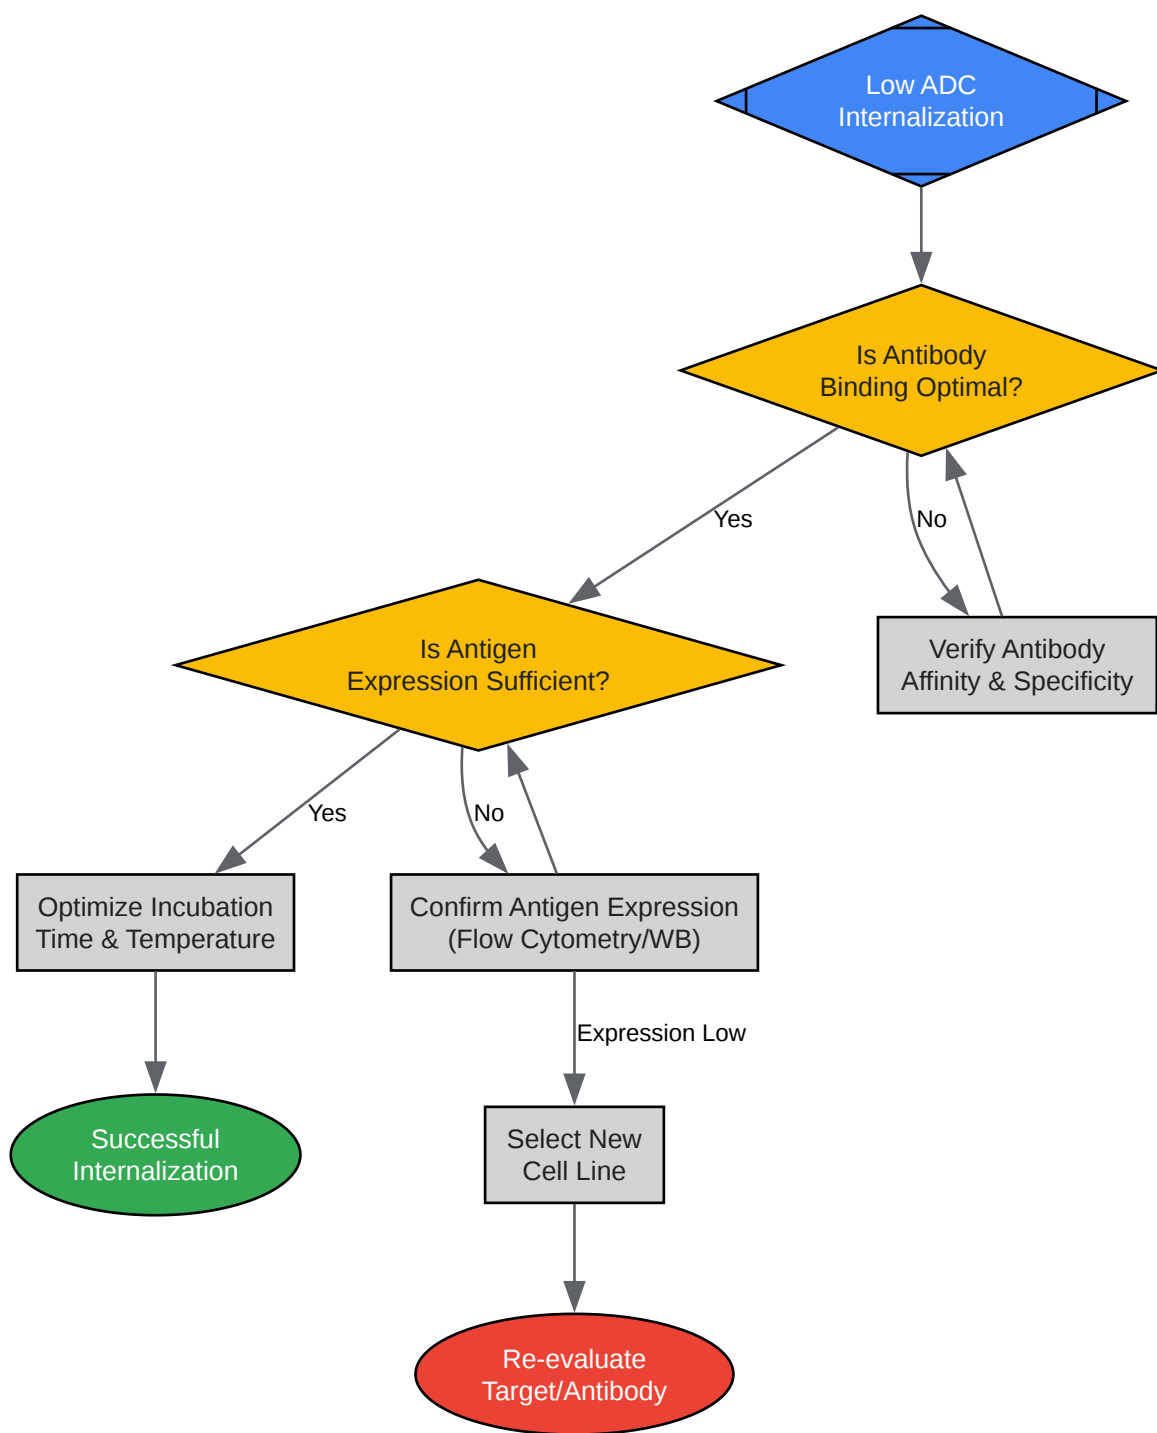 Low ADC
Internalization
Is Antibody
Binding Optimal?
Yes
No
Is Antigen
Expression Sufficient?
Verify Antibody
Affinity & Specificity
Yes
No
Optimize Incubation
Time & Temperature
Confirm Antigen Expression
(Flow Cytometry/WB)
Expression Low
Successful
Internalization
Select New
Cell Line
Re-evaluate
Target/Antibody